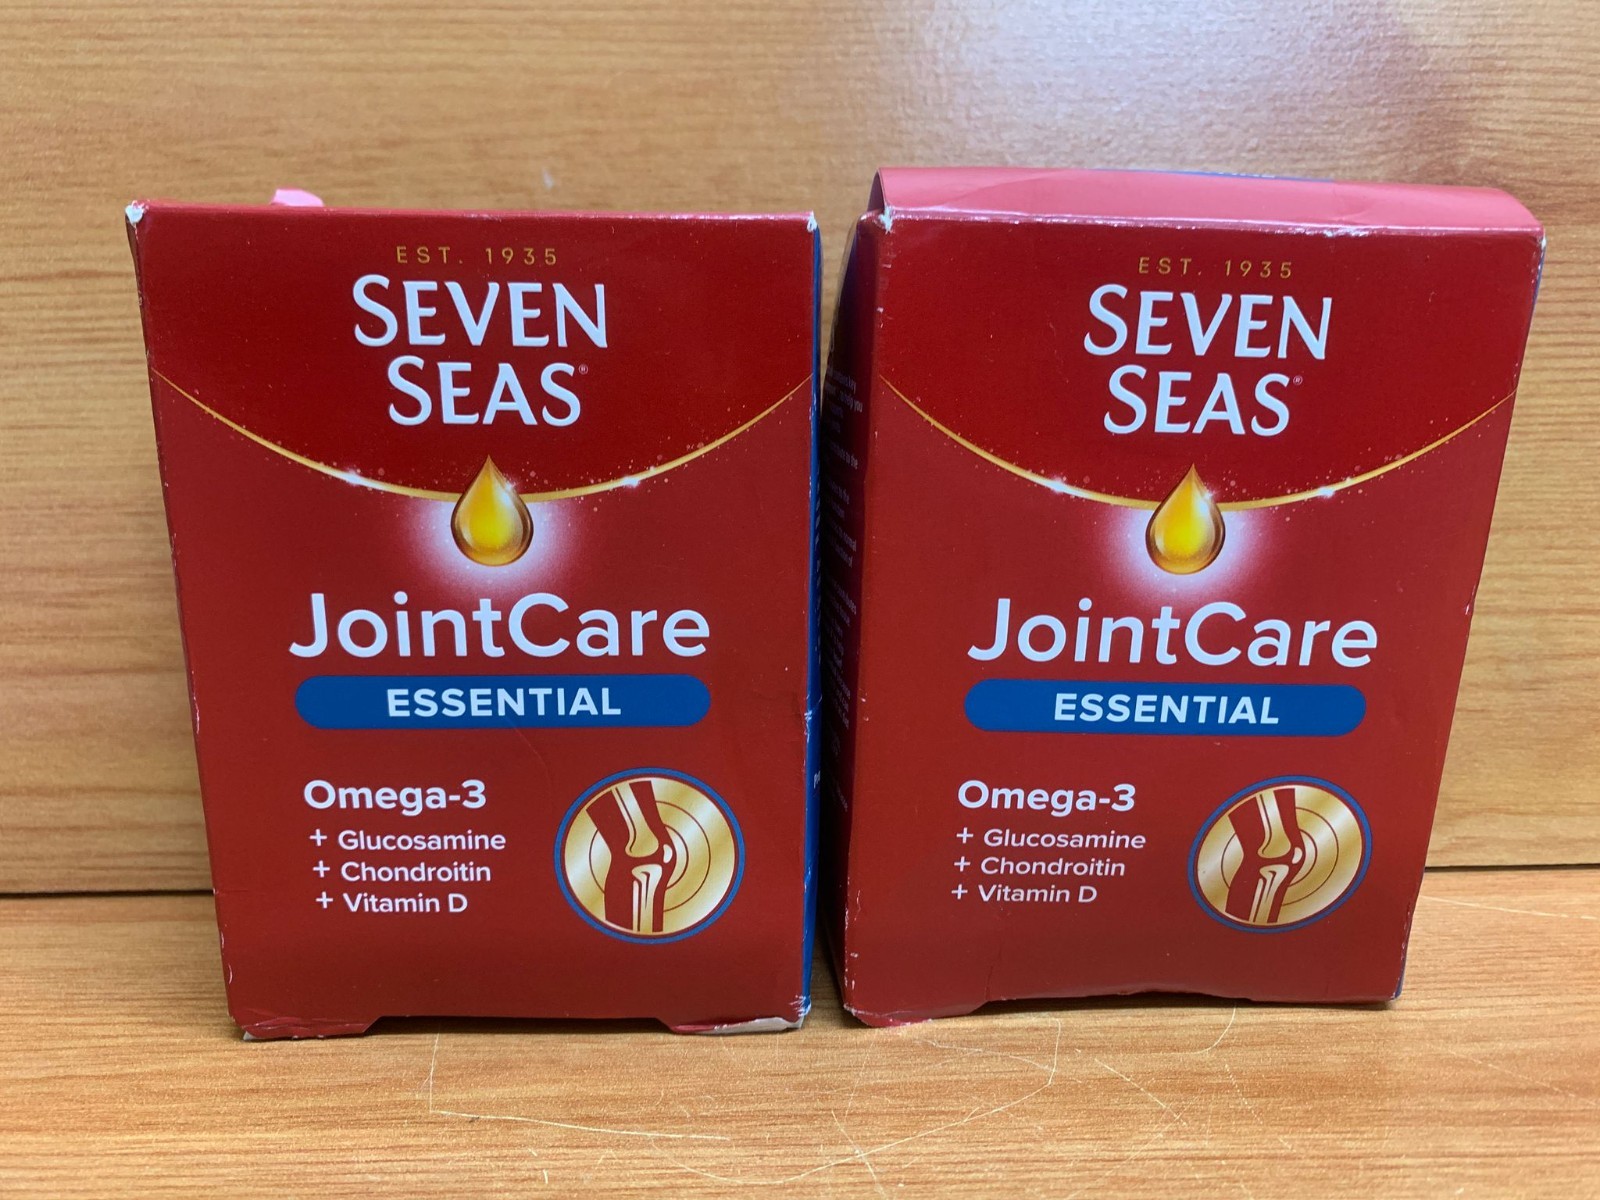 EST. 1935
SEVEN
SEAS®
JointCare
ESSENTIAL
Omega-3
+ Glucosamine
+ Chondroitin
+ Vitamin D
EST. 1935
SEVEN
SEAS®
JointCare
ESSENTIAL
Omega-3
+ Glucosamine
+ Chondroitin
+ Vitamin D